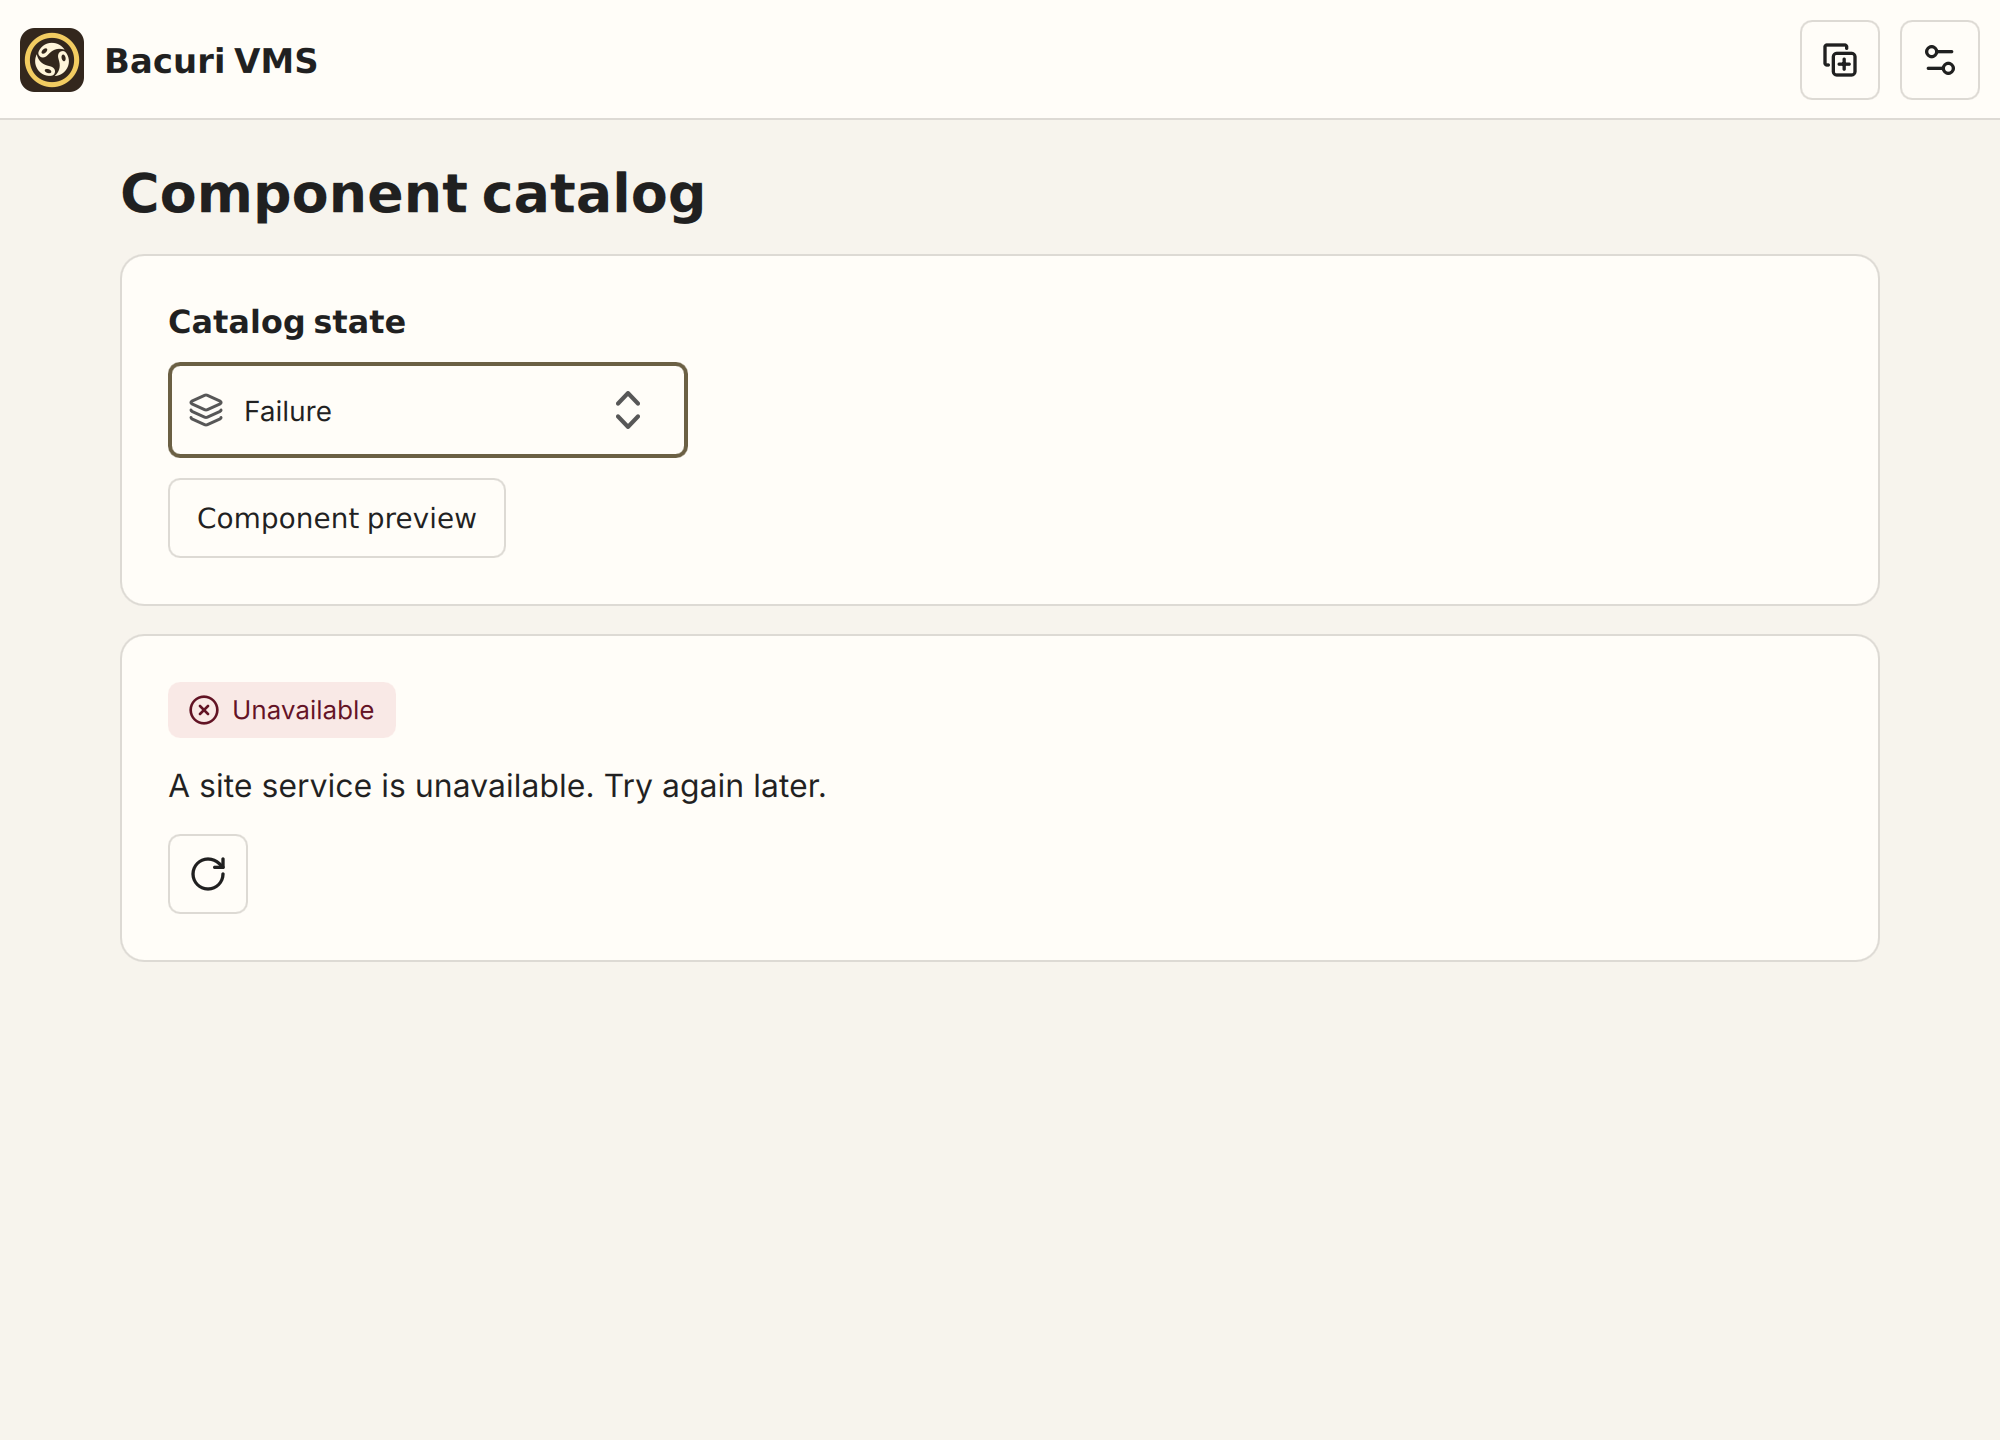 Bacuri VMS
Component catalog
Catalog state
Failure
Component preview
Unavailable
A site service is unavailable. Try again later.